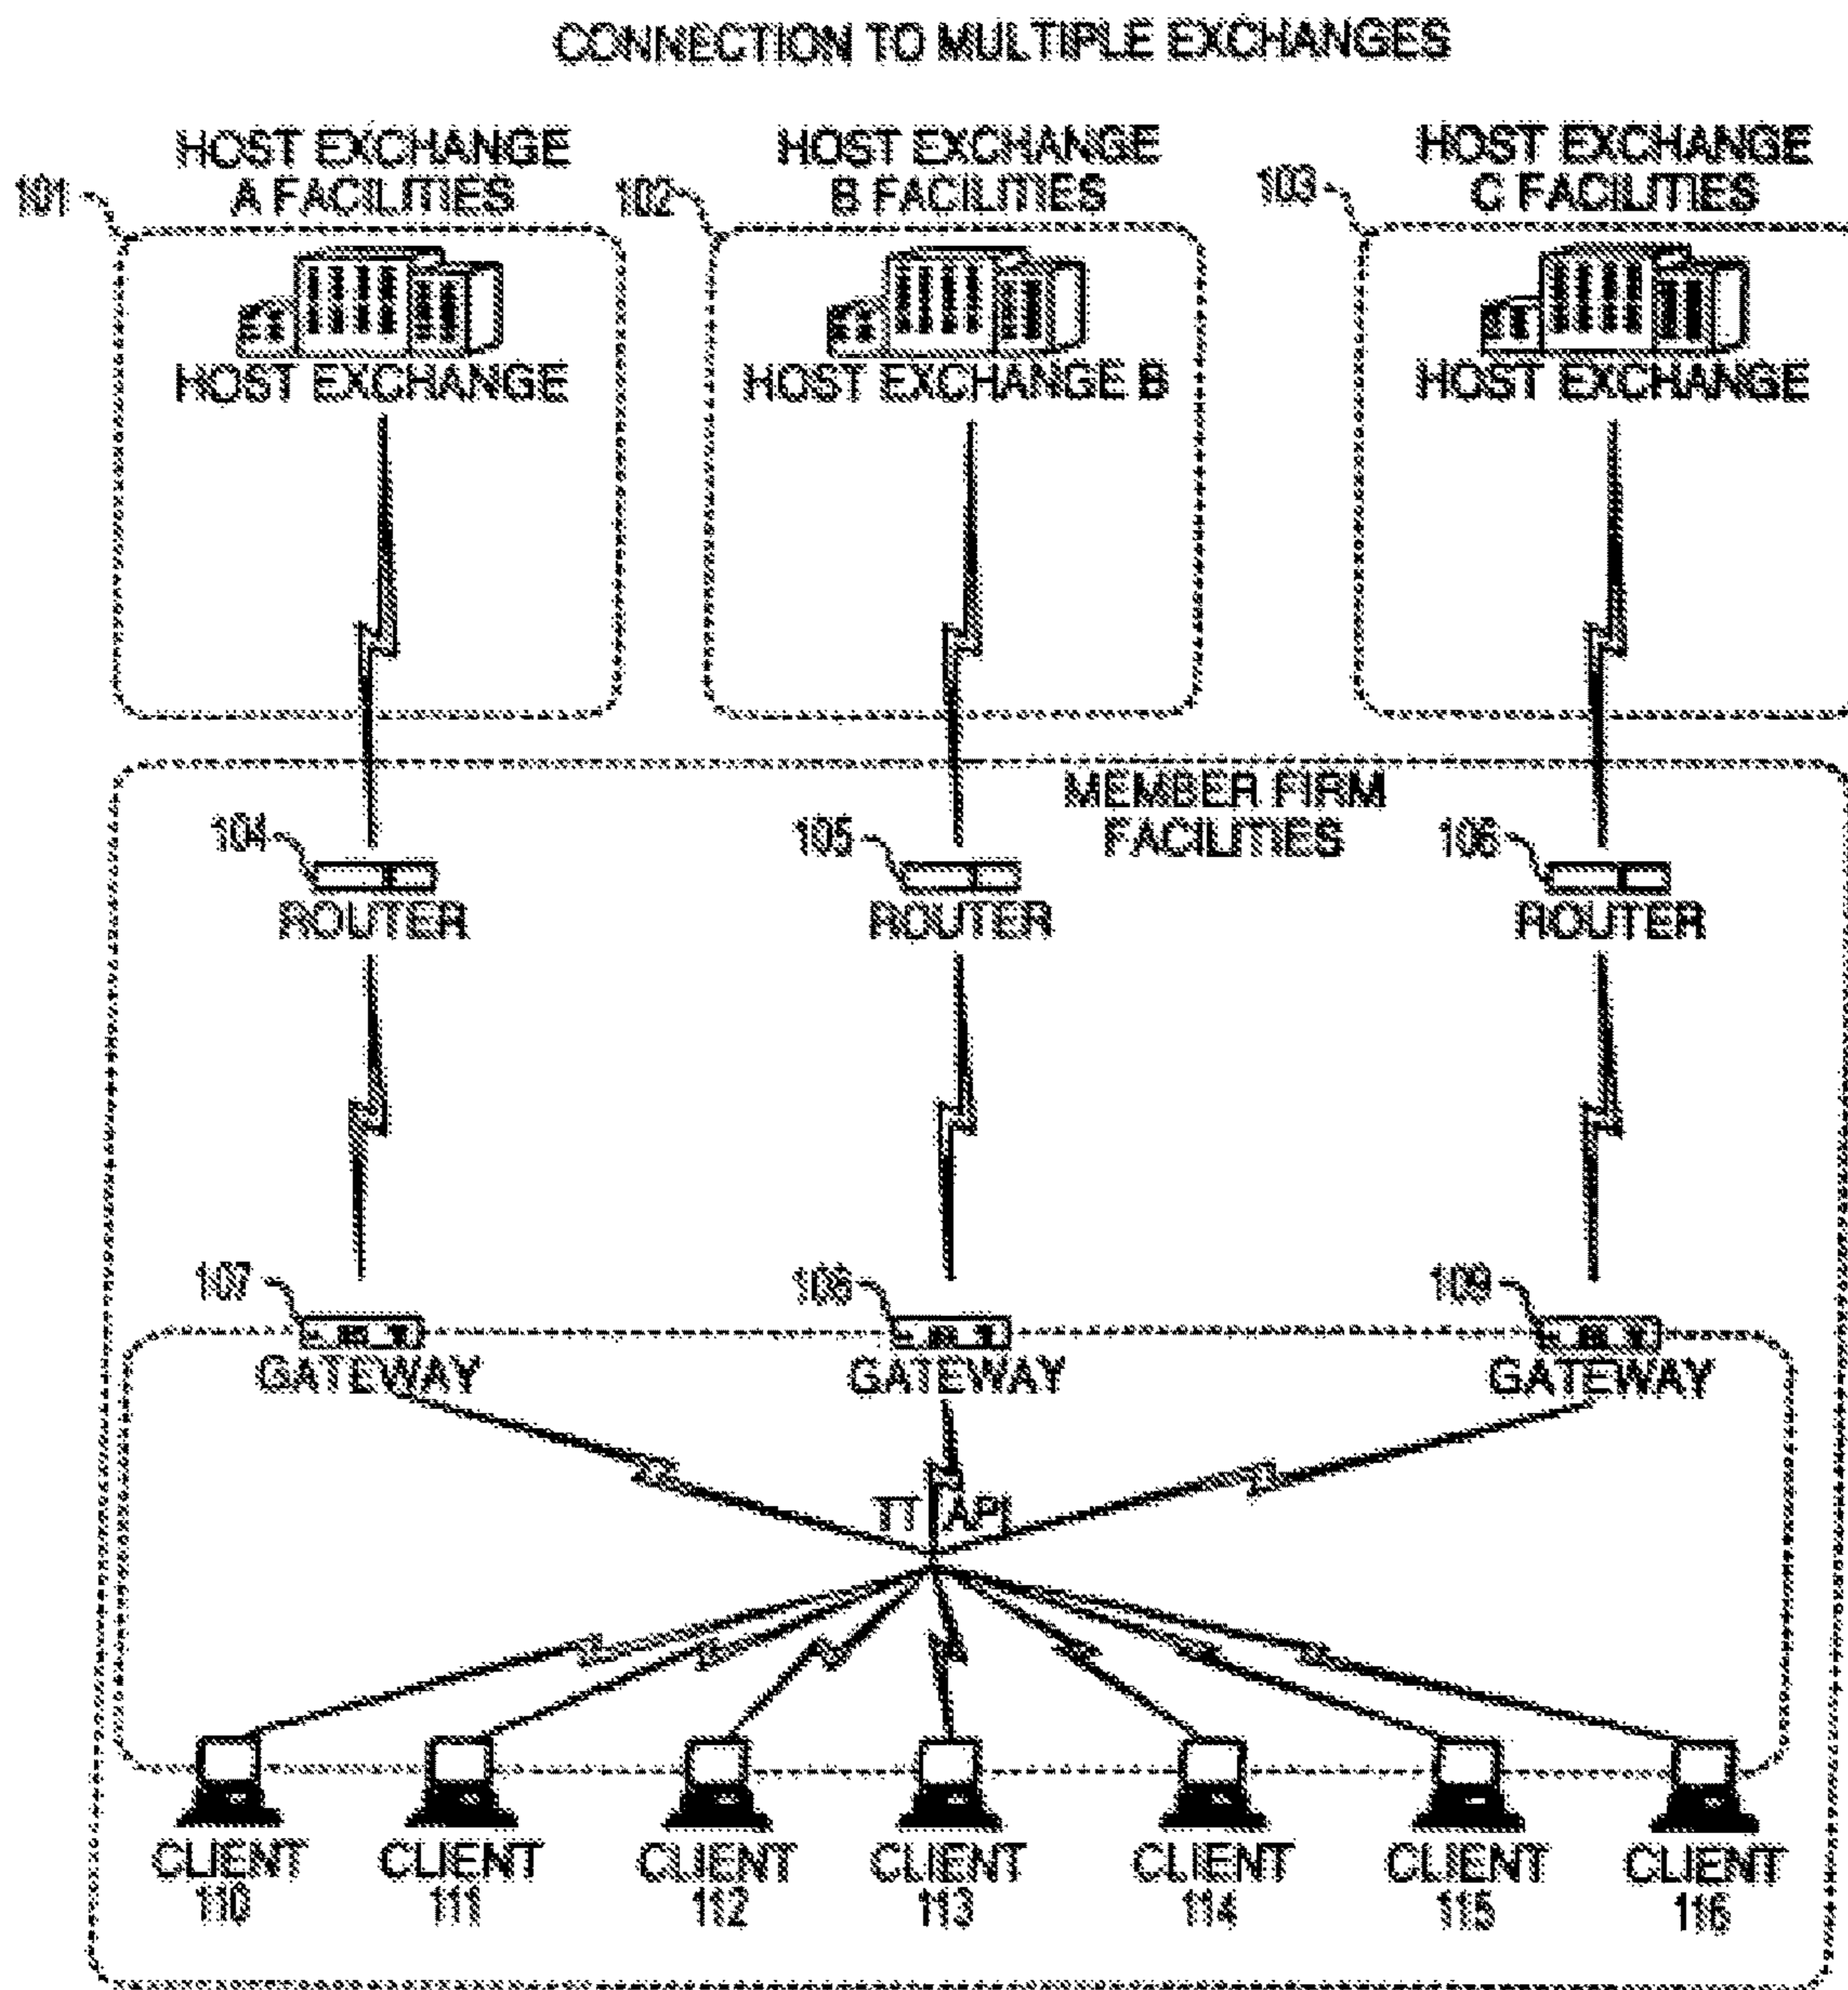 CONNECTION TO MULTIPLE EXCHANGES
HOST EXCHANGE
A FACILITIES
HOST EXCHANGE
B FACILITIES
HOST EXCHANGE
C FACILITIES
101
102
103
HOST EXCHANGE
HOST EXCHANGE B
HOST EXCHANGE
MEMBER FIRM
FACILITIES
104
105
106
ROUTER
ROUTER
ROUTER
107
108
109
GATEWAY
GATEWAY
GATEWAY
TT API
CLIENT
110
CLIENT
111
CLIENT
112
CLIENT
113
CLIENT
114
CLIENT
115
CLIENT
116